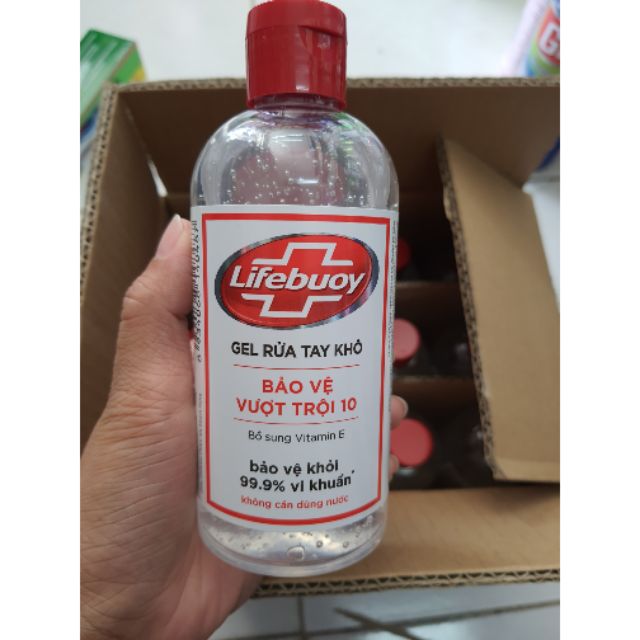 Lifebuoy
GEL RỬA TAY KHÔ
BẢO VỆ
VƯỢT TRỘI 10
Bổ sung Vitamin E
bảo vệ khỏi
99.9% vi khuẩn*
không cần dùng nước